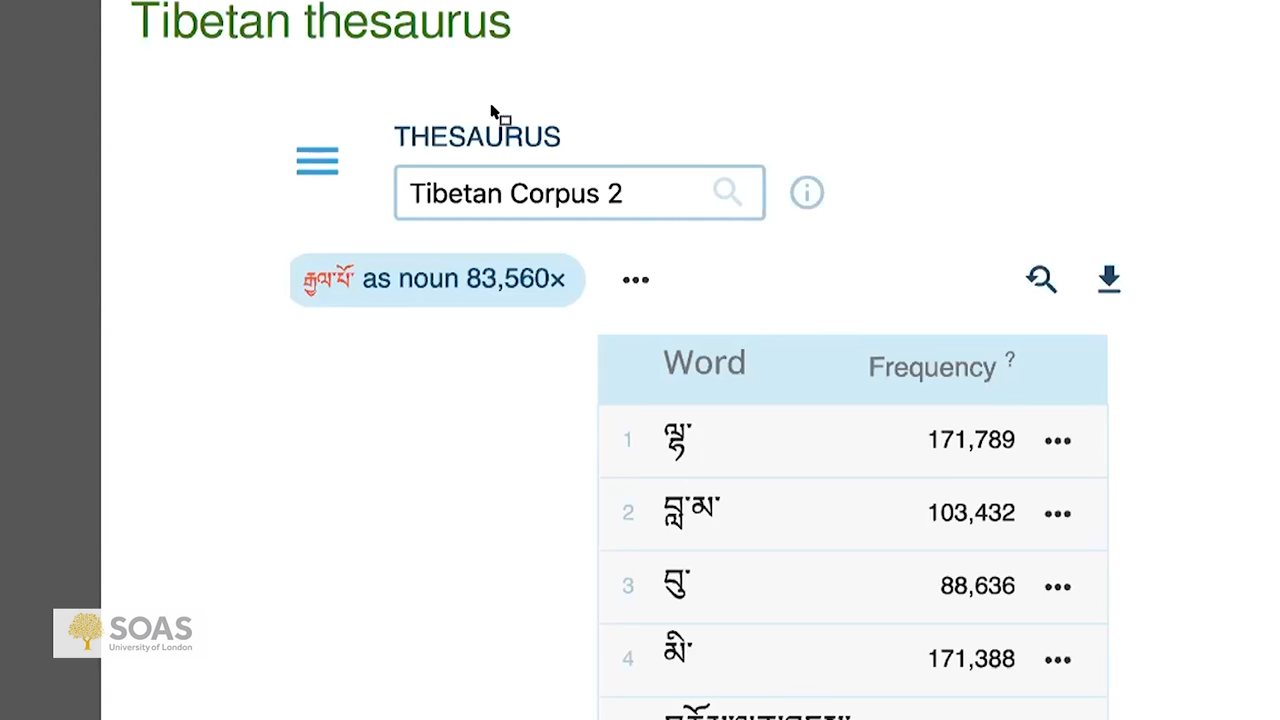 Tibetan thesaurus
THESAURUS
Tibetan Corpus 2
རྒྱལ་པོ་ as noun 83,560×
Word Frequency ?
1 ལྷ་ 171,789
2 བླ་མ་ 103,432
3 བུ་ 88,636
4 མི་ 171,388
SOAS
University of London